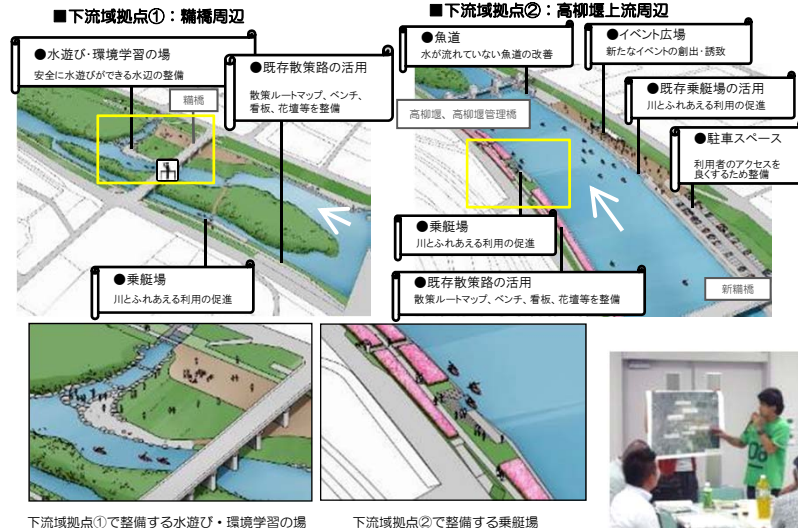 ■下流域拠点①：鞴橋周辺
●水遊び・環境学習の場
安全に水遊びができる水辺の整備
●既存散策路の活用
散策ルートマップ、ベンチ、
看板、花壇等を整備
●乗艇場
川とふれあえる利用の促進
■下流域拠点②：高柳堰上流周辺
●魚道
水が流れていない魚道の改善
●イベント広場
新たなイベントの創出・誘致
●既存乗艇場の活用
川とふれあえる利用の促進
●駐車スペース
利用者のアクセスを
良くするため整備
高柳堰、高柳堰管理橋
●乗艇場
川とふれあえる利用の促進
●既存散策路の活用
散策ルートマップ、ベンチ、看板、花壇等を整備
下流域拠点①で整備する水遊び・環境学習の場
下流域拠点②で整備する乗艇場